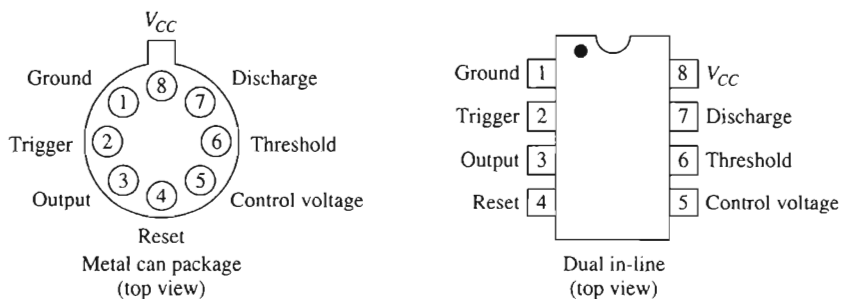 V_CC
Ground
Discharge
8
1
7
Trigger
2
6
Threshold
3
5
Output
4
Control voltage
Reset
Metal can package
(top view)
Ground 1
8 V_CC
Trigger 2
7 Discharge
Output 3
6 Threshold
Reset 4
5 Control voltage
Dual in-line
(top view)